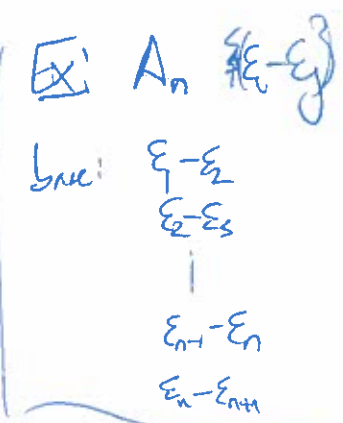 Ex: Aₙ {εᵢ-εⱼ}
base: ε₁-ε₂
ε₂-ε₃
|
εₙ₋₁-εₙ
εₙ-εₙ₊₁